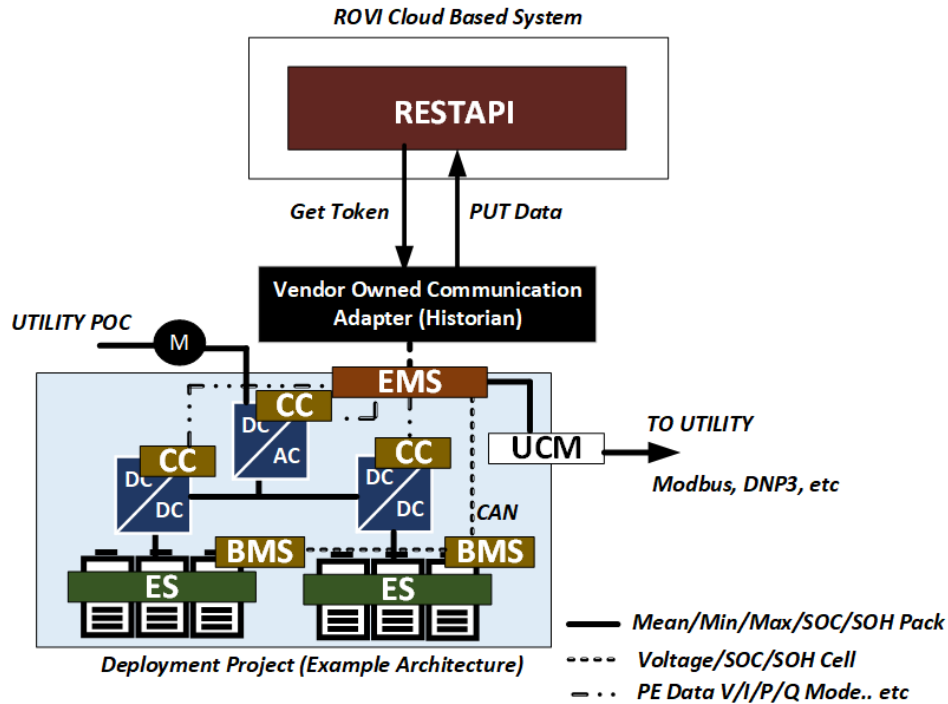 ROVI Cloud Based System
RESTAPI
Get Token
PUT Data
Vendor Owned Communication
Adapter (Historian)
UTILITY POC
M
EMS
CC
DC
AC
CC
CC
UCM
TO UTILITY
Modbus, DNP3, etc
DC
DC
DC
DC
CAN
BMS
BMS
ES
ES
Mean/Min/Max/SOC/SOH Pack
Voltage/SOC/SOH Cell
PE Data V/I/P/Q Mode.. etc
Deployment Project (Example Architecture)